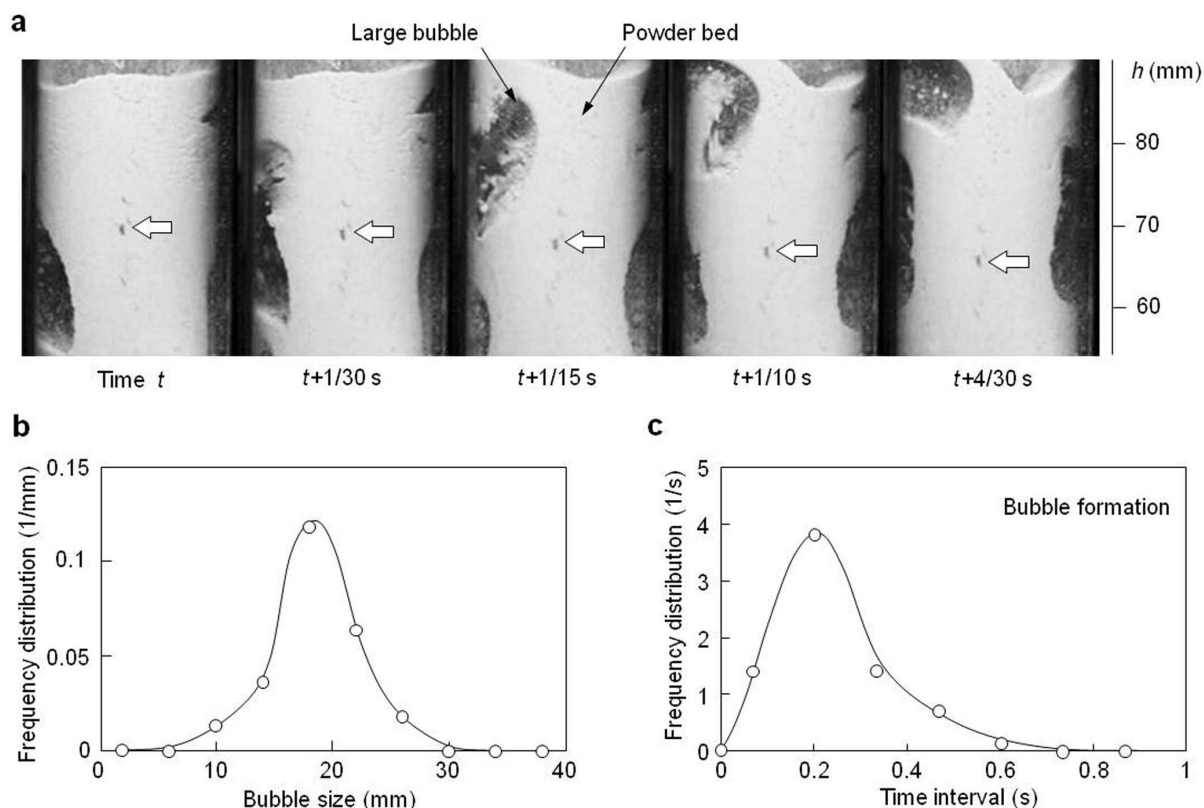 a
Large bubble
Powder bed
h (mm)
80
70
60
Time t
t+1/30 s
t+1/15 s
t+1/10 s
t+4/30 s
b
c
Frequency distribution (1/mm)
0.15
0.1
0.05
0
0
10
20
30
40
Bubble size (mm)
Frequency distribution (1/s)
5
4
3
2
1
0
Bubble formation
0
0.2
0.4
0.6
0.8
1
Time interval (s)